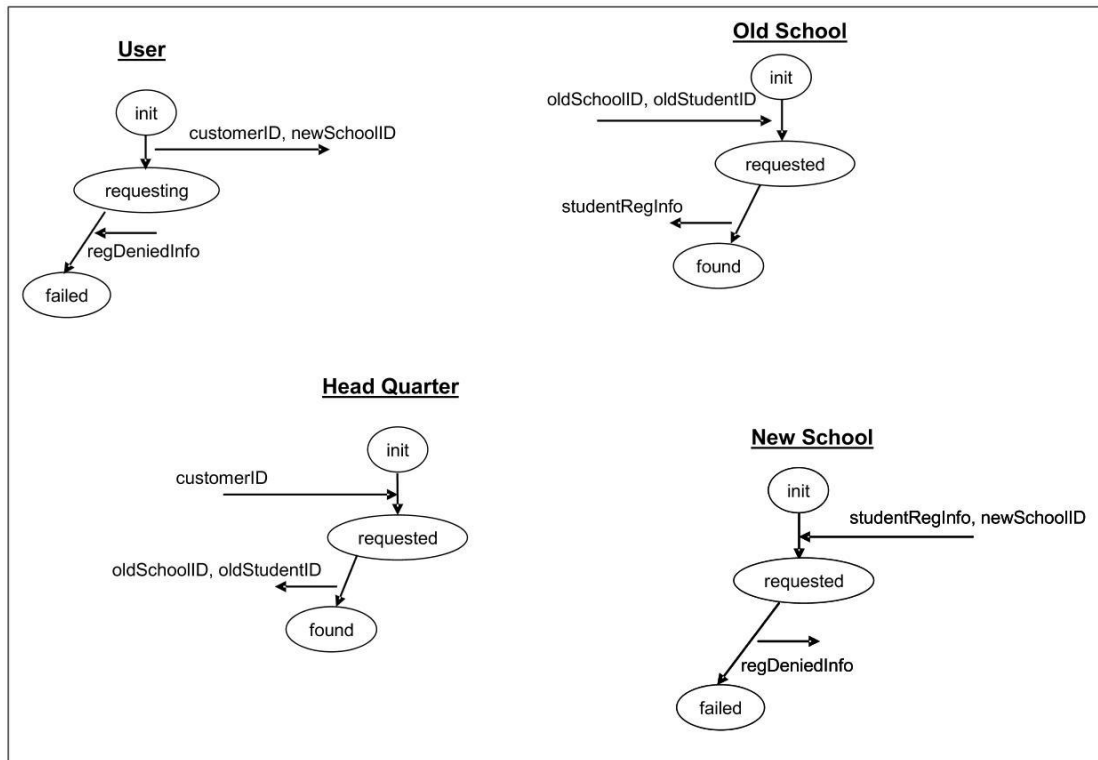 User
init
customerID, newSchoolID
requesting
regDeniedInfo
failed
Old School
init
oldSchoolID, oldStudentID
requested
studentRegInfo
found
Head Quarter
init
customerID
requested
oldSchoolID, oldStudentID
found
New School
init
studentRegInfo, newSchoolID
requested
regDeniedInfo
failed